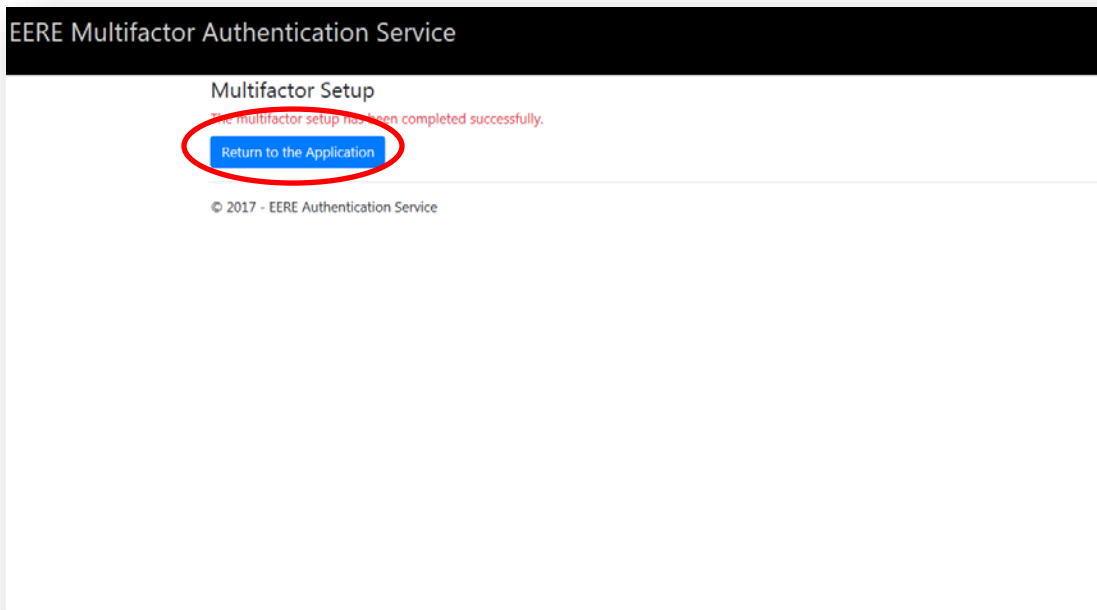 EERE Multifactor Authentication Service
Multifactor Setup
The multifactor setup has been completed successfully.
Return to the Application
© 2017 - EERE Authentication Service